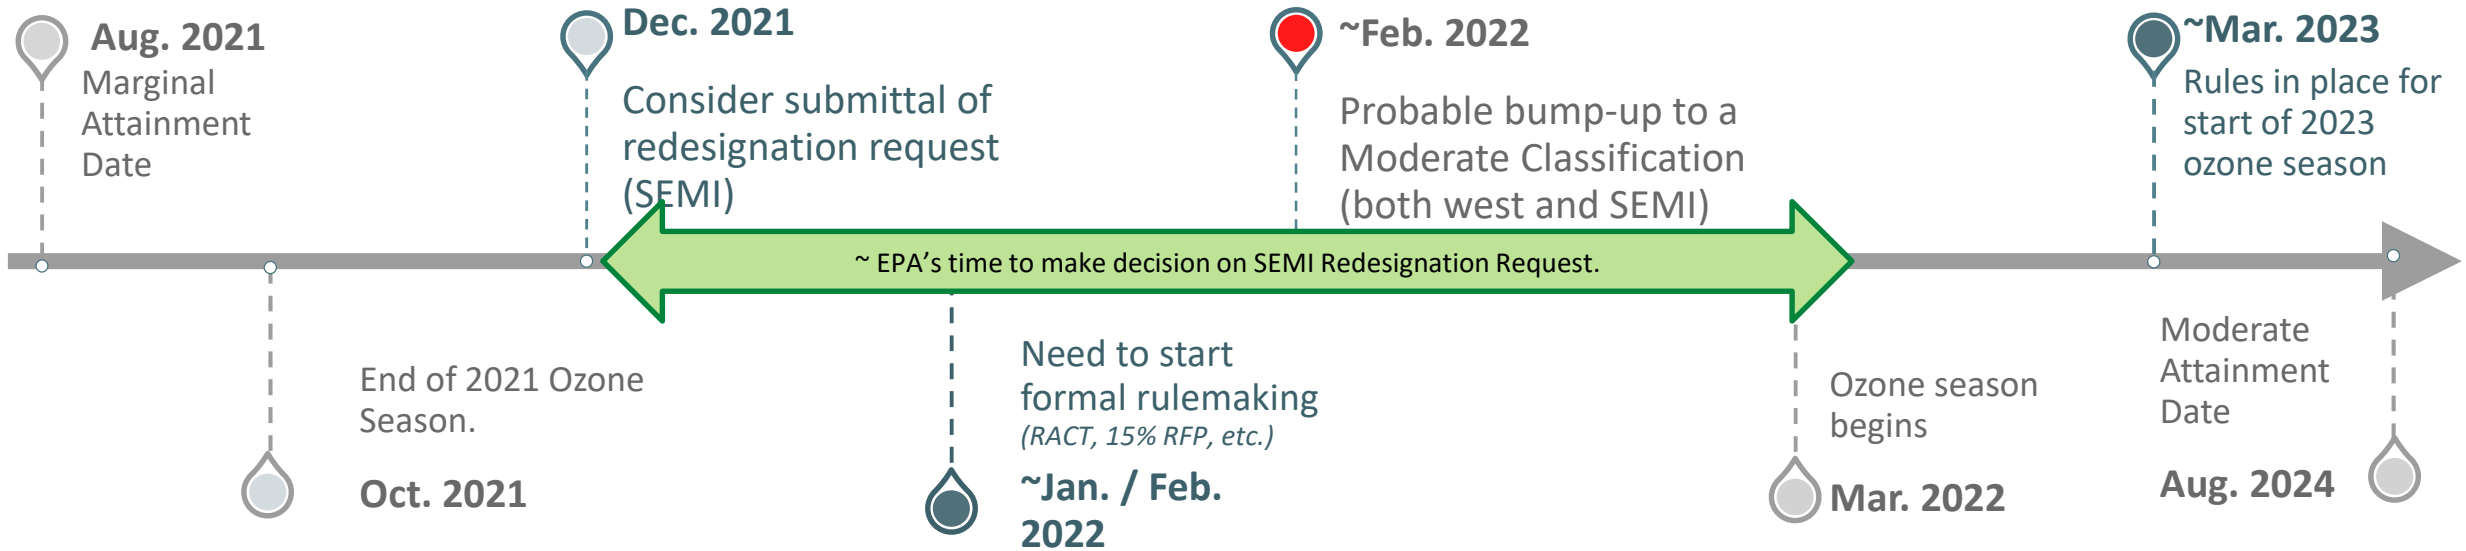 Aug. 2021
Marginal
Attainment
Date
Dec. 2021
Consider submittal of
redesignation request
(SEMI)
~Feb. 2022
Probable bump-up to a
Moderate Classification
(both west and SEMI)
~Mar. 2023
Rules in place for
start of 2023
ozone season
~ EPA's time to make decision on SEMI Redesignation Request.
End of 2021 Ozone
Season.
Oct. 2021
Need to start
formal rulemaking
(RACT, 15% RFP, etc.)
~Jan. / Feb.
2022
Ozone season
begins
Mar. 2022
Moderate
Attainment
Date
Aug. 2024